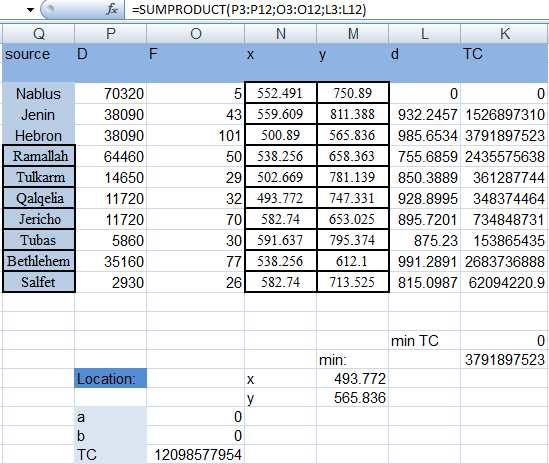 fx =SUMPRODUCT(P3:P12;O3:O12;L3:L12)
Q P O N M L K
source D F x y d TC
Nablus 70320 5 552.491 750.89 0 0
Jenin 38090 43 559.609 811.388 932.2457 1526897310
Hebron 38090 101 500.89 565.836 985.6534 3791897523
Ramallah 64460 50 538.256 658.363 755.6859 2435575638
Tulkarm 14650 29 502.669 781.139 850.3889 361287744
Qalqelia 11720 32 493.772 747.331 928.8995 348374464
Jericho 11720 70 582.74 653.025 895.7201 734848731
Tubas 5860 30 591.637 795.374 875.23 153865435
Bethlehem 35160 77 538.256 612.1 991.2891 2683736888
Salfet 2930 26 582.74 713.525 815.0987 62094220.9
min TC 0
min: 3791897523
Location: x 493.772
y 565.836
a 0
b 0
TC 12098577954